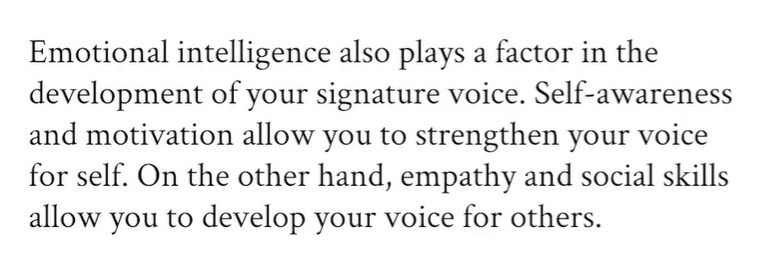 Emotional intelligence also plays a factor in the
development of your signature voice. Self-awareness
and motivation allow you to strengthen your voice
for self. On the other hand, empathy and social skills
allow you to develop your voice for others.